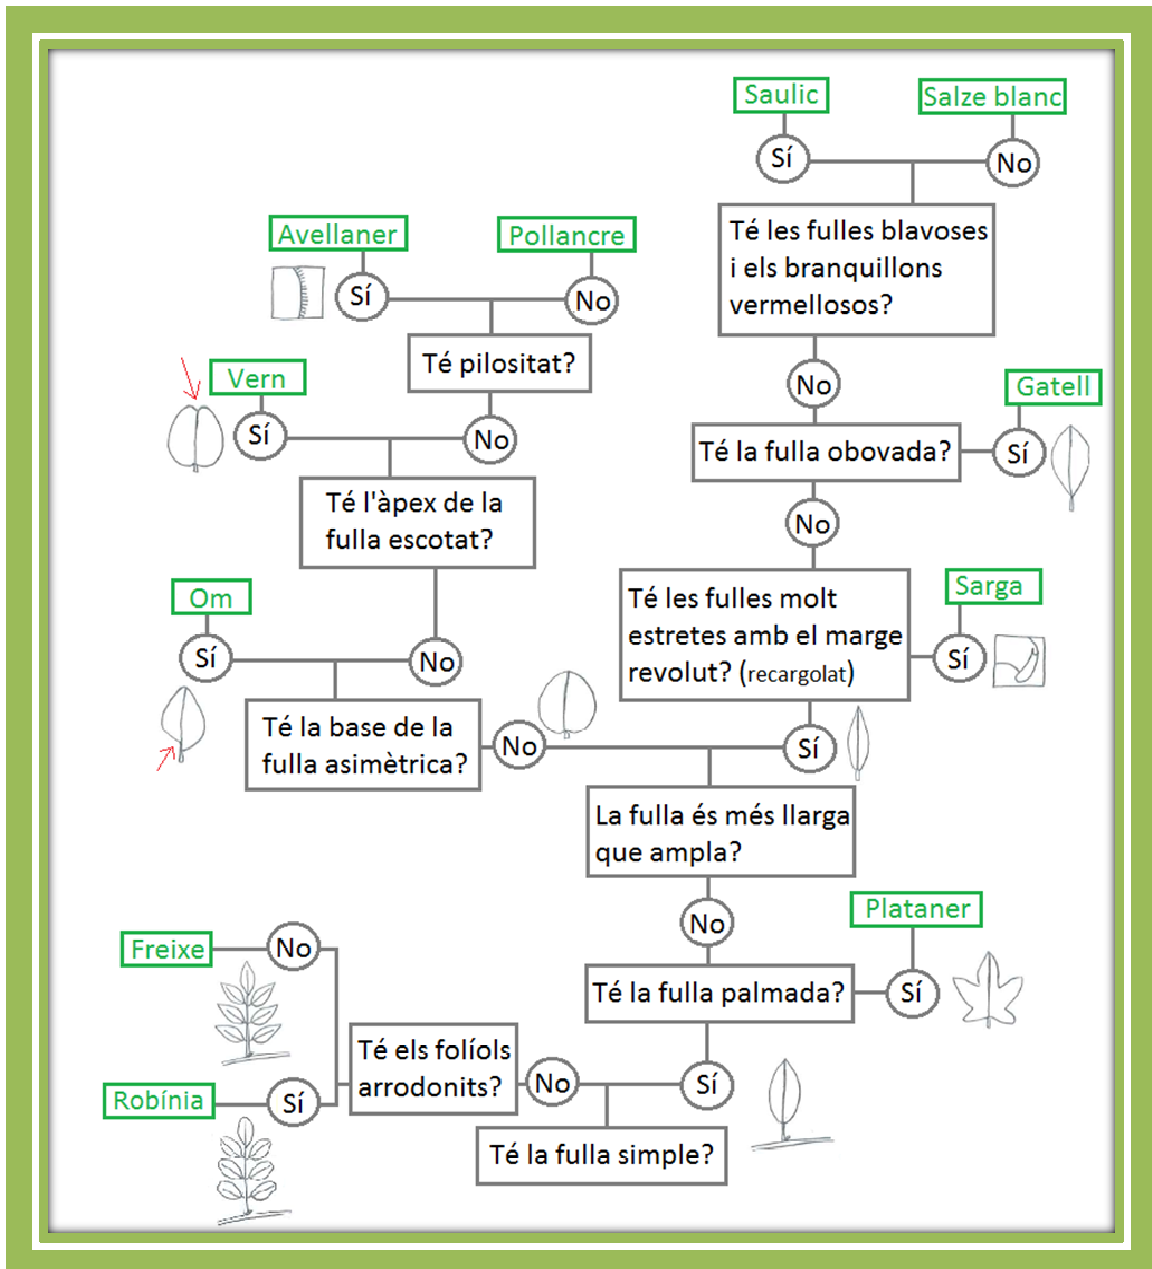 Saulic
Salze blanc
Sí
No
Té les fulles blavoses
i els branquillons
vermellosos?
Avellaner
Pollancre
Sí
No
Té pilositat?
No
Gatell
Té la fulla obovada?
Sí
Vern
Sí
No
Té l'àpex de la
fulla escotat?
No
Té les fulles molt
estretes amb el marge
revolut? (recargolat)
Sarga
Sí
Om
Sí
No
Té la base de la
fulla asimètrica?
No
Sí
La fulla és més llarga
que ampla?
No
Plataner
Té la fulla palmada?
Sí
Freixe
No
Té els folíols
arrodonits?
No
Sí
Robínia
Sí
Té la fulla simple?